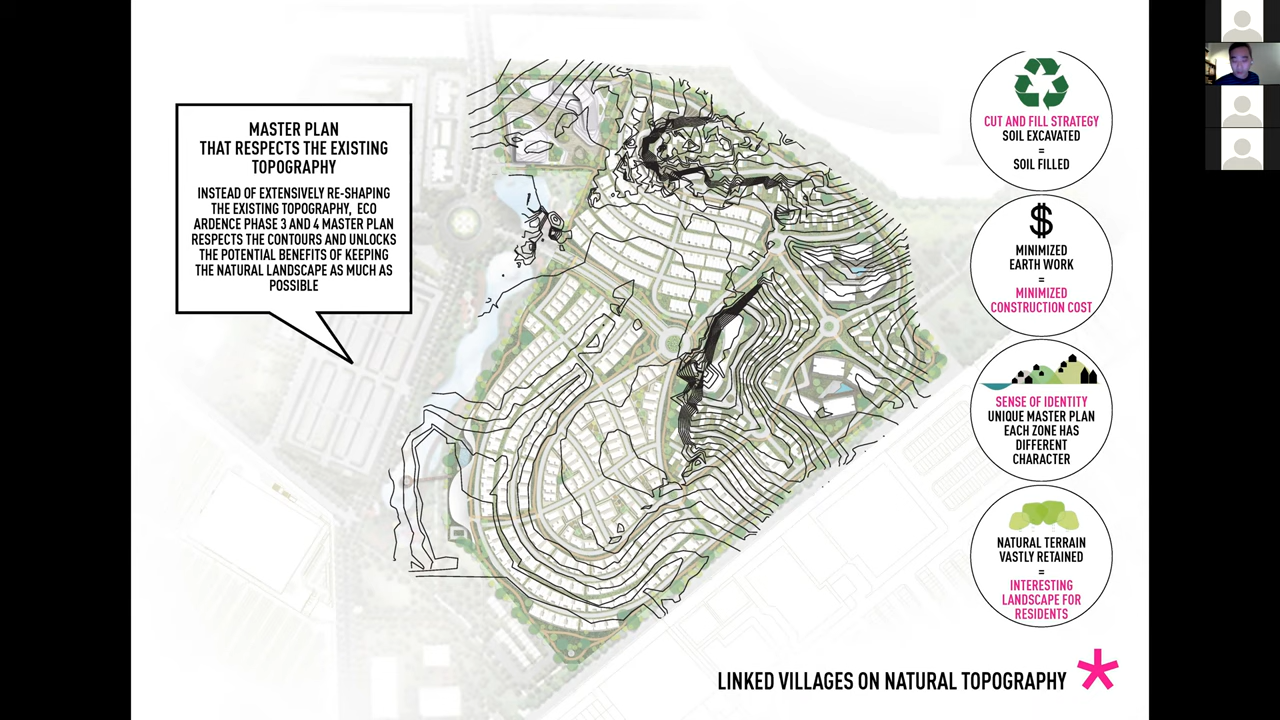 MASTER PLAN
THAT RESPECTS THE EXISTING
TOPOGRAPHY
INSTEAD OF EXTENSIVELY RE-SHAPING
THE EXISTING TOPOGRAPHY, ECO
ARDENCE PHASE 3 AND 4 MASTER PLAN
RESPECTS THE CONTOURS AND UNLOCKS
THE POTENTIAL BENEFITS OF KEEPING
THE NATURAL LANDSCAPE AS MUCH AS
POSSIBLE
CUT AND FILL STRATEGY
SOIL EXCAVATED
=
SOIL FILLED
$
MINIMIZED
EARTH WORK
=
MINIMIZED
CONSTRUCTION COST
SENSE OF IDENTITY
UNIQUE MASTER PLAN
EACH ZONE HAS
DIFFERENT
CHARACTER
NATURAL TERRAIN
VASTLY RETAINED
=
INTERESTING
LANDSCAPE FOR
RESIDENTS
LINKED VILLAGES ON NATURAL TOPOGRAPHY *